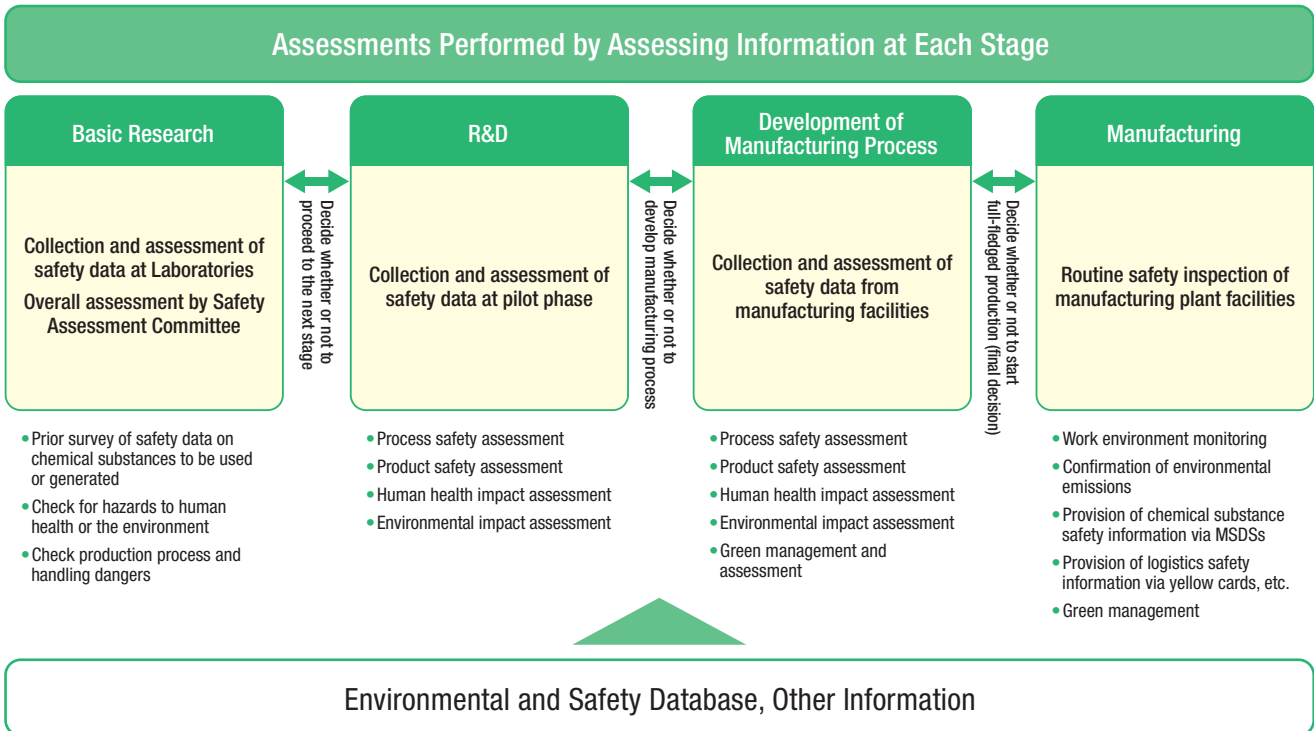 Assessments Performed by Assessing Information at Each Stage
Basic Research
Collection and assessment of
safety data at Laboratories
Overall assessment by Safety
Assessment Committee
• Prior survey of safety data on
chemical substances to be used
or generated
• Check for hazards to human
health or the environment
• Check production process and
handling dangers
Decide whether or not to
proceed to the next stage
R&D
Collection and assessment of
safety data at pilot phase
• Process safety assessment
• Product safety assessment
• Human health impact assessment
• Environmental impact assessment
Decide whether or not to
develop manufacturing process
Development of
Manufacturing Process
Collection and assessment of
safety data from
manufacturing facilities
• Process safety assessment
• Product safety assessment
• Human health impact assessment
• Environmental impact assessment
• Green management and
assessment
Decide whether or not to start
full-fledged production (final decision)
Manufacturing
Routine safety inspection of
manufacturing plant facilities
• Work environment monitoring
• Confirmation of environmental
emissions
• Provision of chemical substance
safety information via MSDSs
• Provision of logistics safety
information via yellow cards, etc.
• Green management
Environmental and Safety Database, Other Information